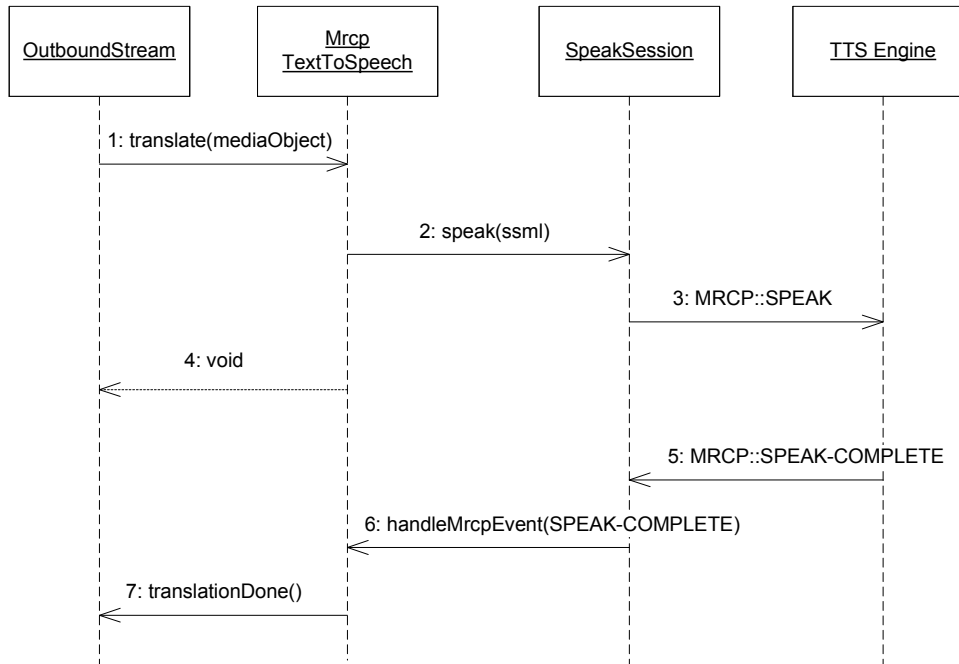 OutboundStream
Mrcp
TextToSpeech
SpeakSession
TTS Engine
1: translate(mediaObject)
2: speak(ssml)
3: MRCP::SPEAK
4: void
5: MRCP::SPEAK-COMPLETE
6: handleMrcpEvent(SPEAK-COMPLETE)
7: translationDone()